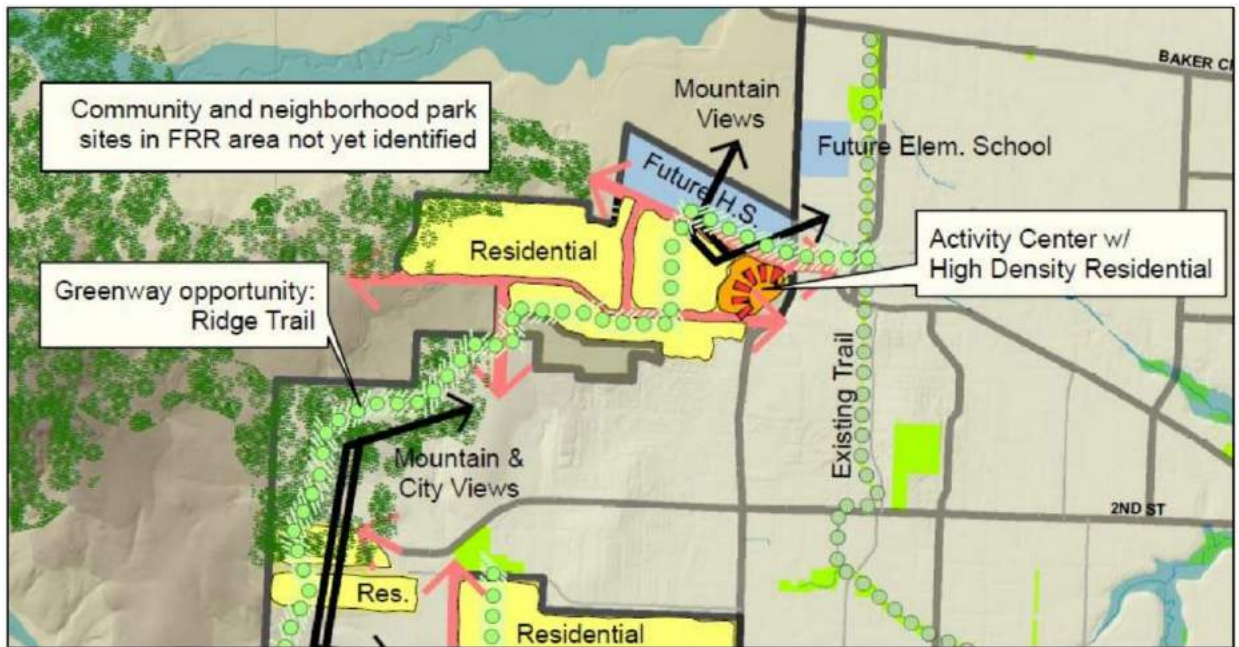 BAKER C
Community and neighborhood park
sites in FRR area not yet identified
Mountain
Views
Future Elem. School
Future H.S.
Residential
Activity Center w/
High Density Residential
Greenway opportunity:
Ridge Trail
Existing Trail
Mountain &
City Views
2ND ST
Res.
Residential